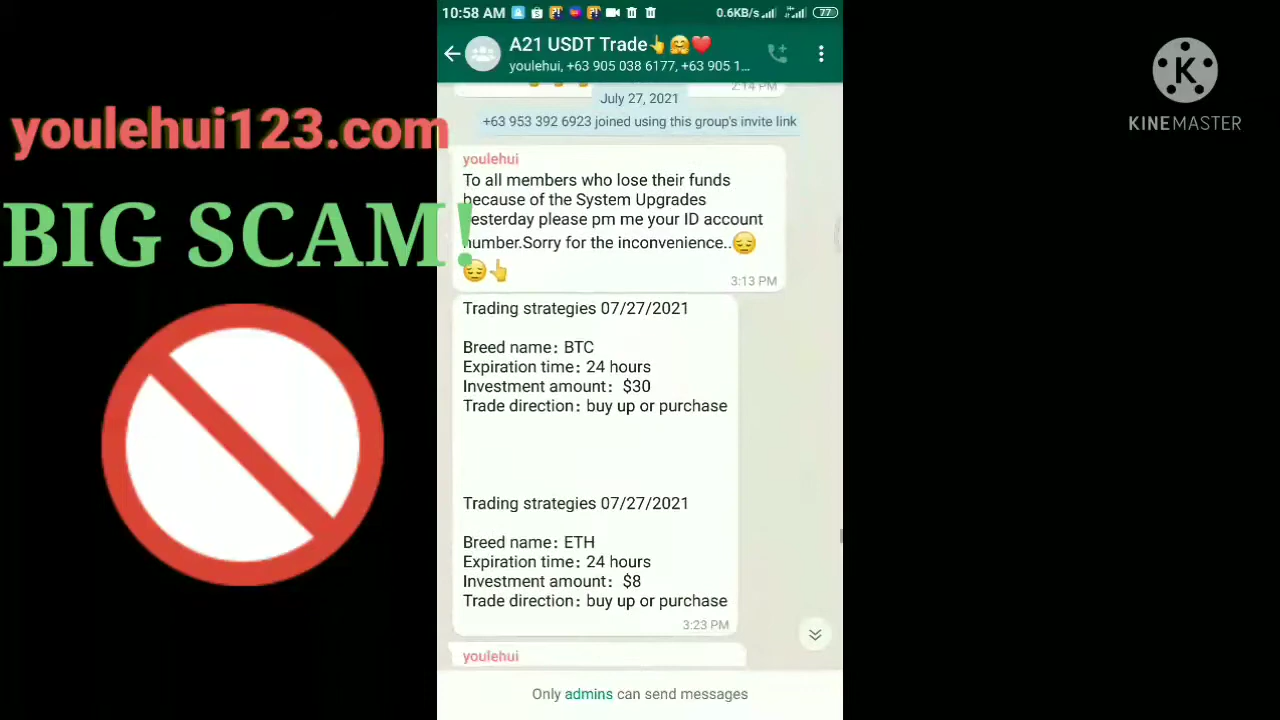 10:58 AM
0.6KB/s
77
A21 USDT Trade👆🤗❤️
youlehui, +63 905 038 6177, +63 905 1...
2:14 PM
July 27, 2021
+63 953 392 6923 joined using this group's invite link
youlehui
To all members who lose their funds
because of the System Upgrades
yesterday please pm me your ID account
number.Sorry for the inconvenience..😔
😔👆
3:13 PM
Trading strategies 07/27/2021
Breed name: BTC
Expiration time: 24 hours
Investment amount: $30
Trade direction: buy up or purchase
Trading strategies 07/27/2021
Breed name: ETH
Expiration time: 24 hours
Investment amount: $8
Trade direction: buy up or purchase
3:23 PM
youlehui
Only admins can send messages
youlehui123.com
BIG SCAM!
K
KINEMASTER